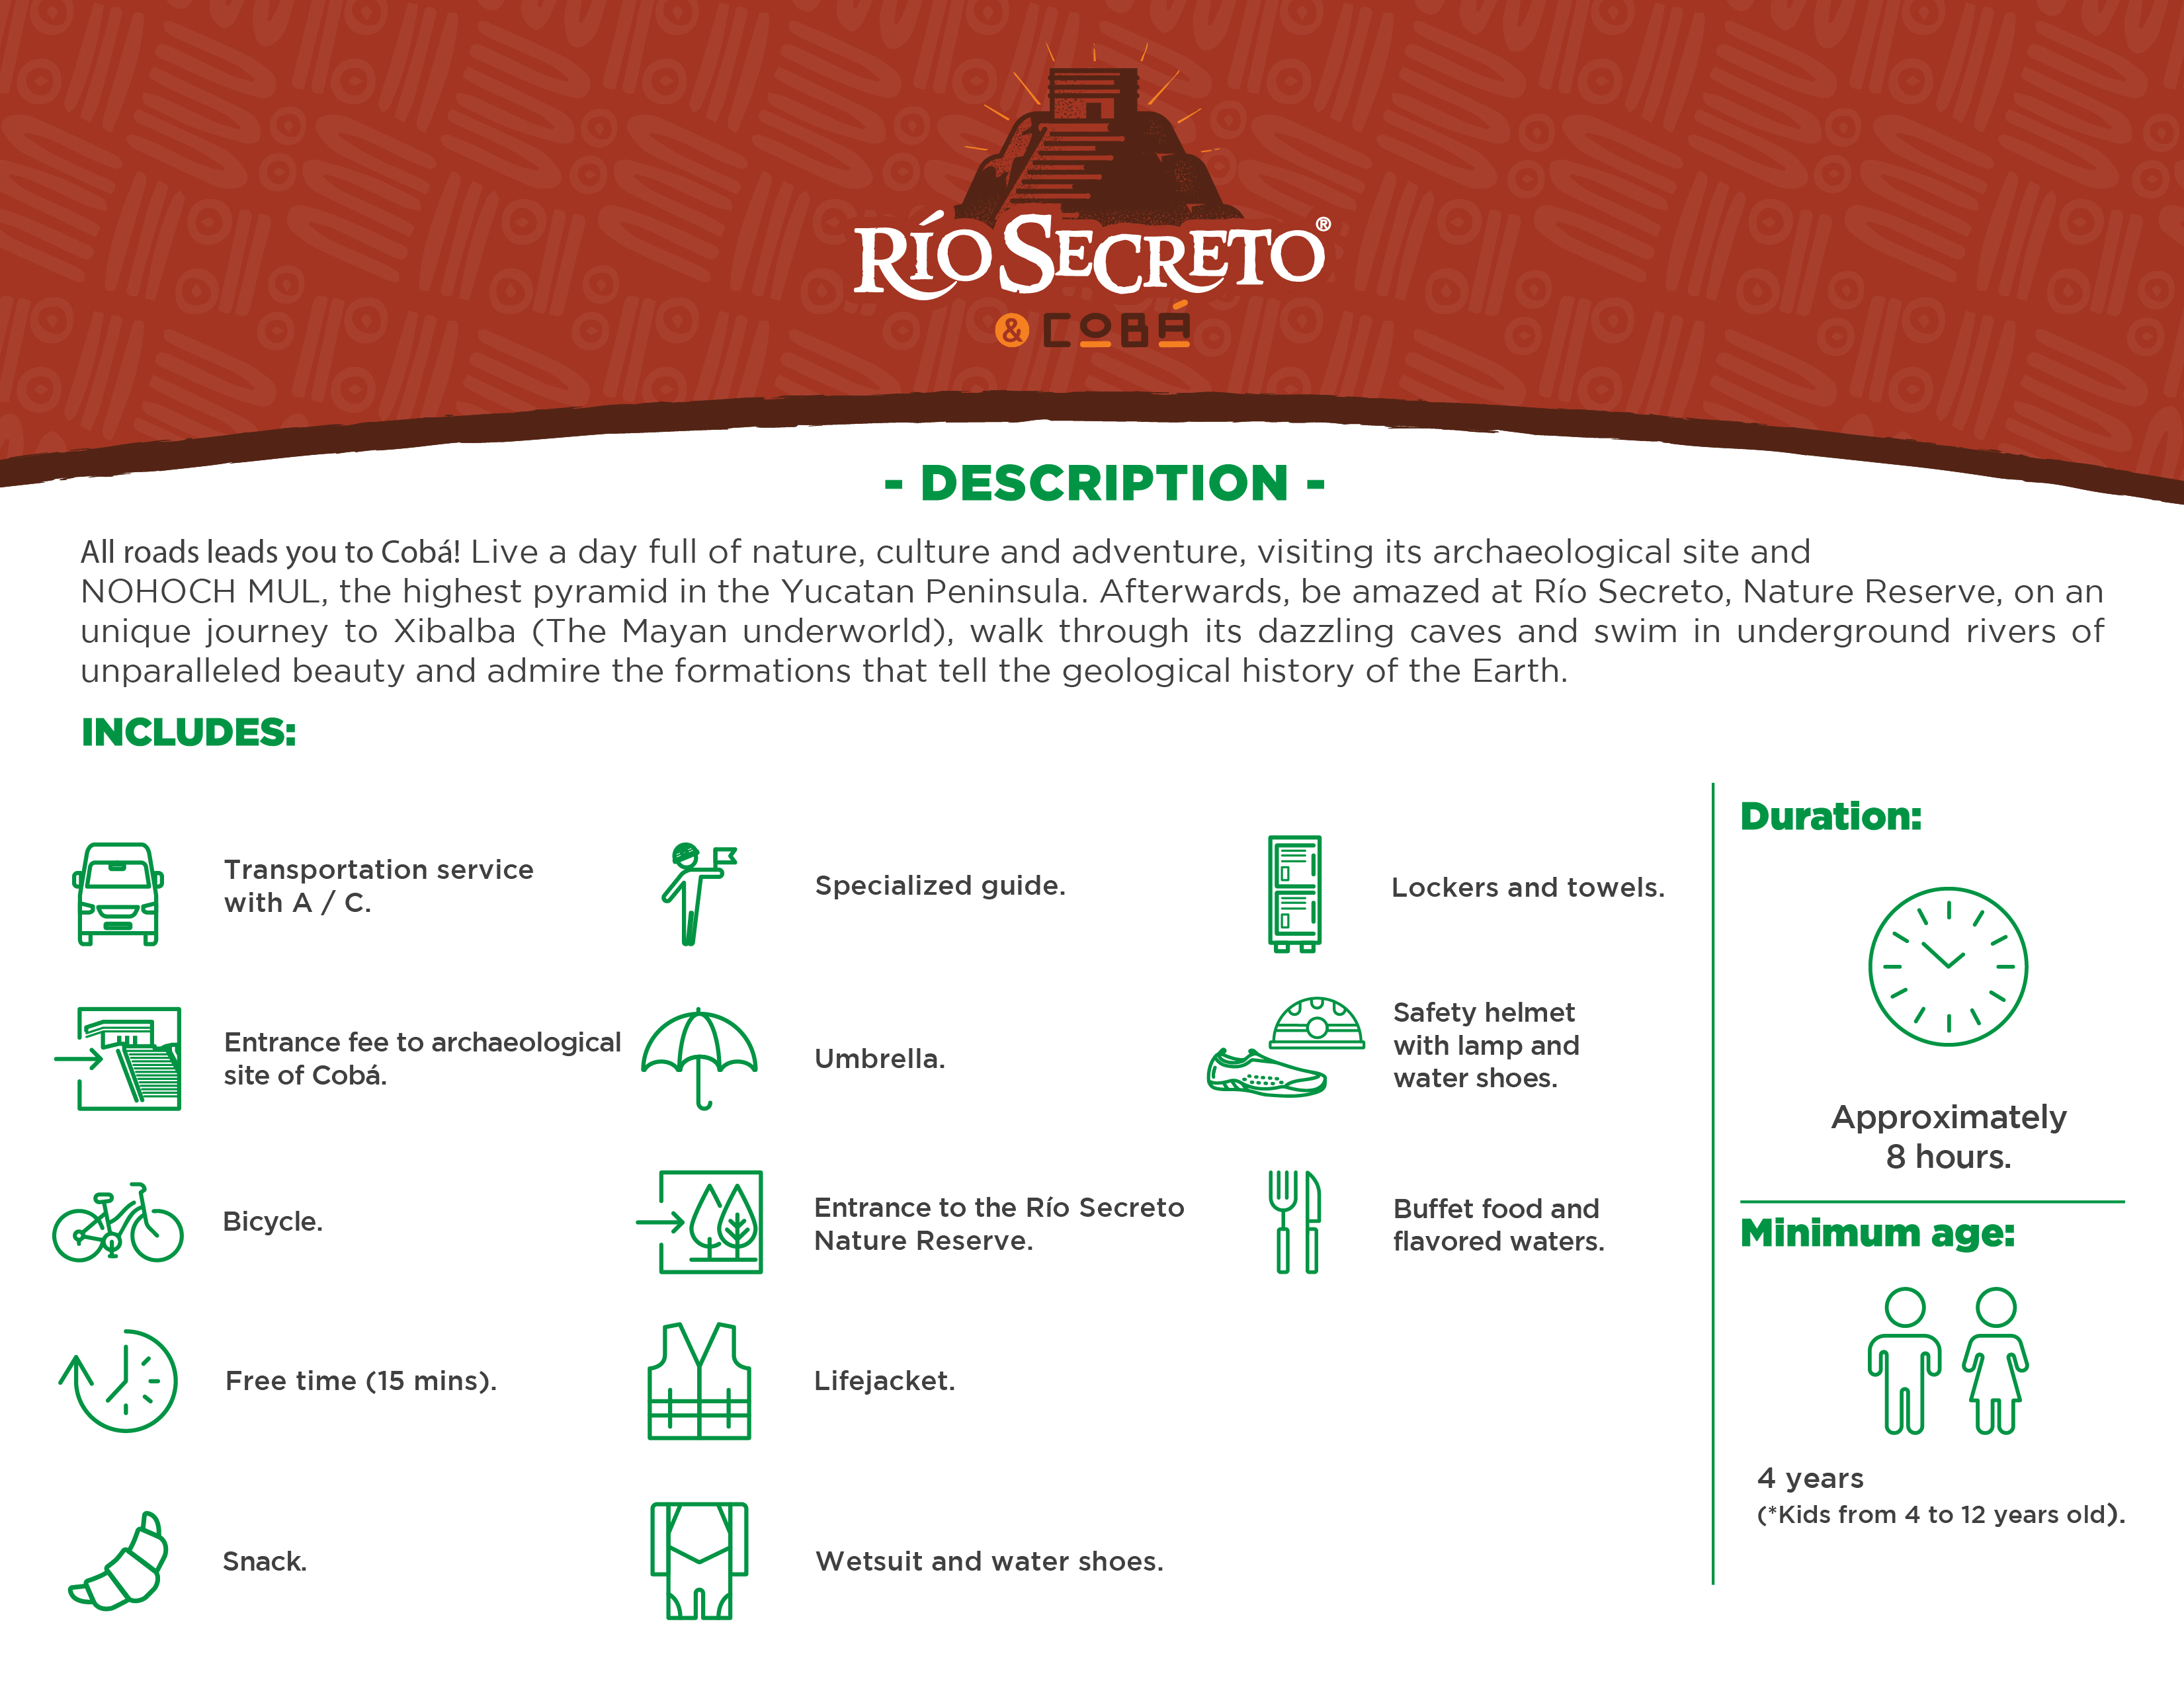 RÍO SECRETO®
& COBÁ
- DESCRIPTION -
All roads leads you to Cobá! Live a day full of nature, culture and adventure, visiting its archaeological site and
NOHOCH MUL, the highest pyramid in the Yucatan Peninsula. Afterwards, be amazed at Río Secreto, Nature Reserve, on an
unique journey to Xibalba (The Mayan underworld), walk through its dazzling caves and swim in underground rivers of
unparalleled beauty and admire the formations that tell the geological history of the Earth.
INCLUDES:
Transportation service
with A / C.
Entrance fee to archaeological
site of Cobá.
Bicycle.
Free time (15 mins).
Snack.
Specialized guide.
Umbrella.
Entrance to the Río Secreto
Nature Reserve.
Lifejacket.
Wetsuit and water shoes.
Lockers and towels.
Safety helmet
with lamp and
water shoes.
Buffet food and
flavored waters.
Duration:
Approximately
8 hours.
Minimum age:
4 years
(*Kids from 4 to 12 years old).